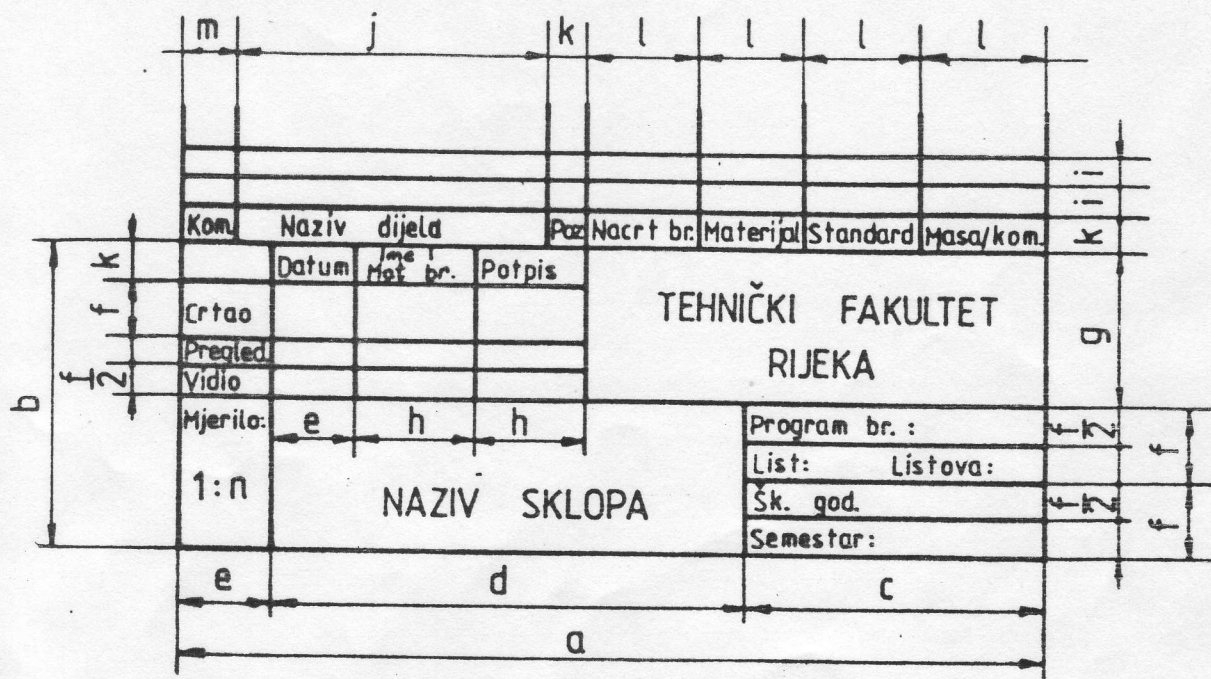 m j k l l l l
i
i
Kom. Naziv dijela Poz Nacrt br. Materijal Standard Masa/kom. k
k Datum Ime Mat br. Potpis
TEHNIČKI FAKULTET
RIJEKA
g
f Crtao
Pregled.
f/2 Vidio
b
Mjerilo: e h h
1:n
NAZIV SKLOPA
Program br. : f/2
List: Listova: f
Šk. god. f/2
Semestar: f
e d c
a